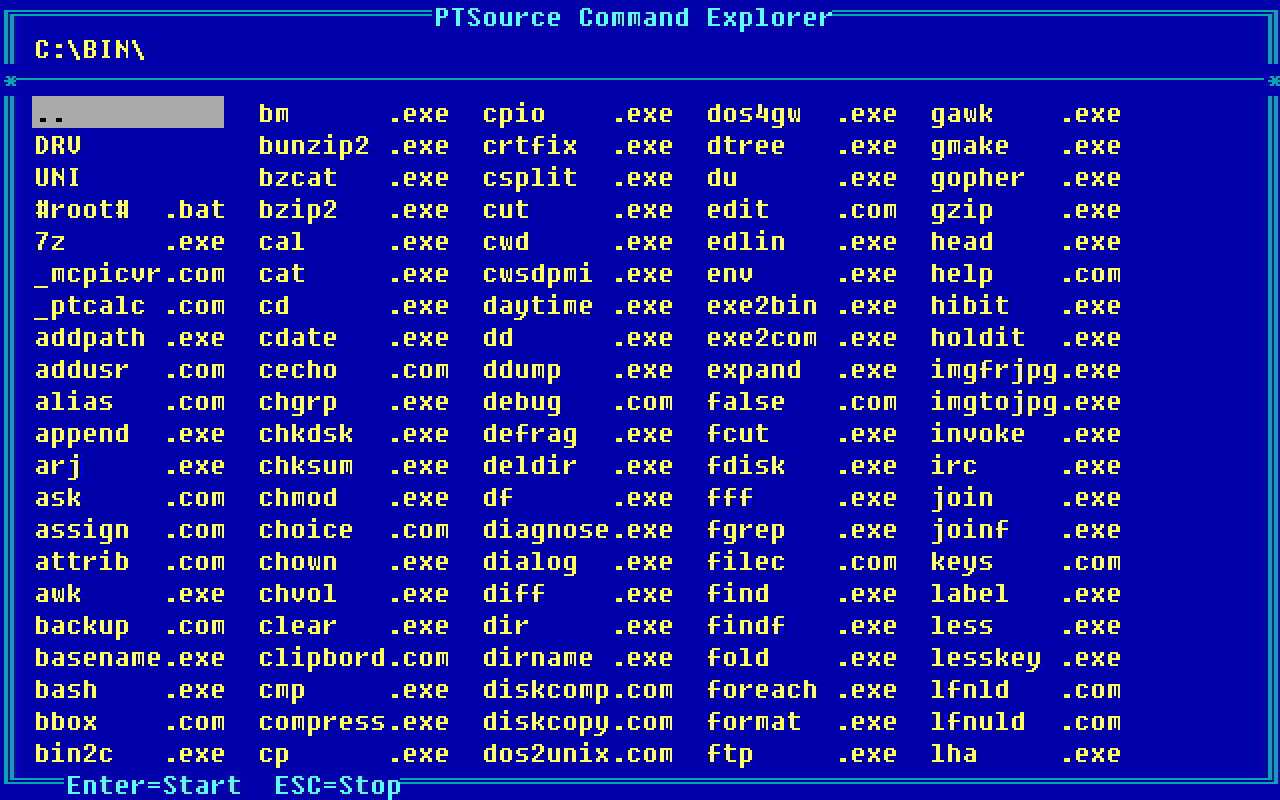 PTSource Command Explorer
C:\BIN\
.. bm .exe cpio .exe dos4gw .exe gawk .exe
DRV bunzip2 .exe crtfix .exe dtree .exe gmake .exe
UNI bzcat .exe csplit .exe du .exe gopher .exe
#root# .bat bzip2 .exe cut .exe edit .com gzip .exe
7z .exe cal .exe cwd .exe edlin .exe head .exe
_mcpicvr.com cat .exe cwsdpmi .exe env .exe help .com
_ptcalc .com cd .exe daytime .exe exe2bin .exe hibit .exe
addpath .exe cdate .exe dd .exe exe2com .exe holdit .exe
addusr .com cecho .com ddump .exe expand .exe imgfrjpg.exe
alias .com chgrp .exe debug .com false .com imgtojpg.exe
append .exe chkdsk .exe defrag .exe fcut .exe invoke .exe
arj .exe chksum .exe deldir .exe fdisk .exe irc .exe
ask .com chmod .exe df .exe fff .exe join .exe
assign .com choice .com diagnose.exe fgrep .exe joinf .exe
attrib .com chown .exe dialog .exe filec .com keys .com
awk .exe chvol .exe diff .exe find .exe label .exe
backup .com clear .exe dir .exe findf .exe less .exe
basename.exe clipbord.com dirname .exe fold .exe lesskey .exe
bash .exe cmp .exe diskcomp.com foreach .exe lfnld .com
bbox .com compress.exe diskcopy.com format .exe lfnuld .com
bin2c .exe cp .exe dos2unix.com ftp .exe lha .exe
Enter=Start ESC=Stop